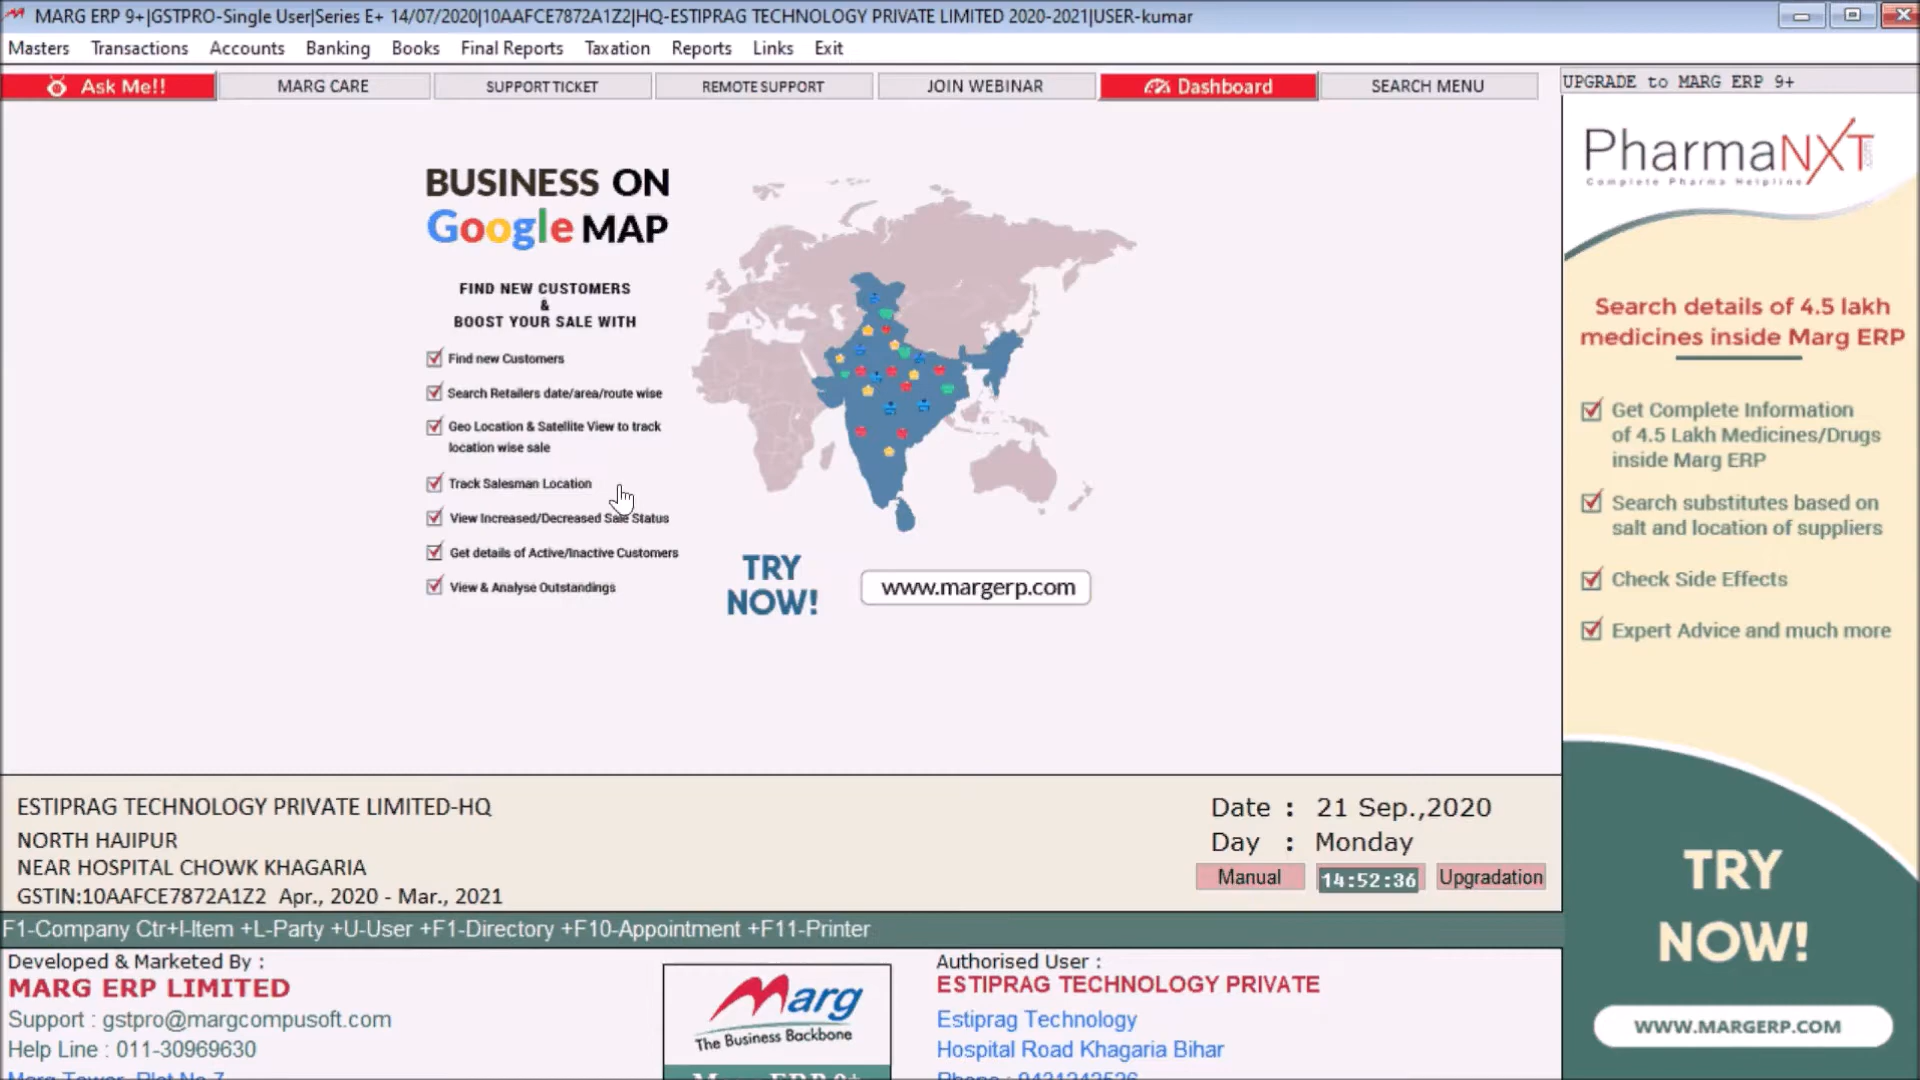 MARG ERP 9+|GSTPRO-Single User|Series E+ 14/07/2020|10AAFCE7872A1Z2|HQ-ESTIPRAG TECHNOLOGY PRIVATE LIMITED 2020-2021|USER-kumar
Masters Transactions Accounts Banking Books Final Reports Taxation Reports Links Exit
Ask Me!! MARG CARE SUPPORT TICKET REMOTE SUPPORT JOIN WEBINAR Dashboard SEARCH MENU
UPGRADE to MARG ERP 9+
BUSINESS ON
Google MAP
FIND NEW CUSTOMERS
&
BOOST YOUR SALE WITH
Find new Customers
Search Retailers date/area/route wise
Geo Location & Satellite View to track
location wise sale
Track Salesman Location
View Increased/Decreased Sale Status
Get details of Active/Inactive Customers
View & Analyse Outstandings
TRY
NOW!
www.margerp.com
PharmaNXT.com
Complete Pharma Helpline
Search details of 4.5 lakh
medicines inside Marg ERP
Get Complete Information
of 4.5 Lakh Medicines/Drugs
inside Marg ERP
Search substitutes based on
salt and location of suppliers
Check Side Effects
Expert Advice and much more
TRY
NOW!
WWW.MARGERP.COM
ESTIPRAG TECHNOLOGY PRIVATE LIMITED-HQ
NORTH HAJIPUR
NEAR HOSPITAL CHOWK KHAGARIA
GSTIN:10AAFCE7872A1Z2 Apr., 2020 - Mar., 2021
Date : 21 Sep.,2020
Day : Monday
Manual 14:52:36 Upgradation
F1-Company Ctr+I-Item +L-Party +U-User +F1-Directory +F10-Appointment +F11-Printer
Developed & Marketed By :
MARG ERP LIMITED
Support : gstpro@margcompusoft.com
Help Line : 011-30969630
Marg Tower, Plot No.7
Marg
The Business Backbone
Marg ERP 9+
Authorised User :
ESTIPRAG TECHNOLOGY PRIVATE
Estiprag Technology
Hospital Road Khagaria Bihar
Phone :